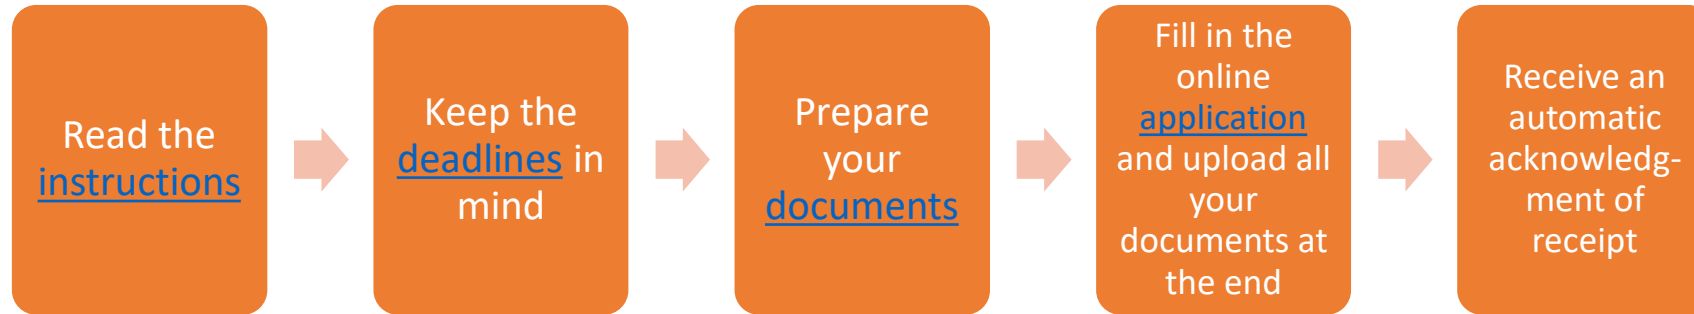 Read the
instructions
Keep the
deadlines in
mind
Prepare
your
documents
Fill in the
online
application
and upload all
your
documents at
the end
Receive an
automatic
acknowledg-
ment of
receipt